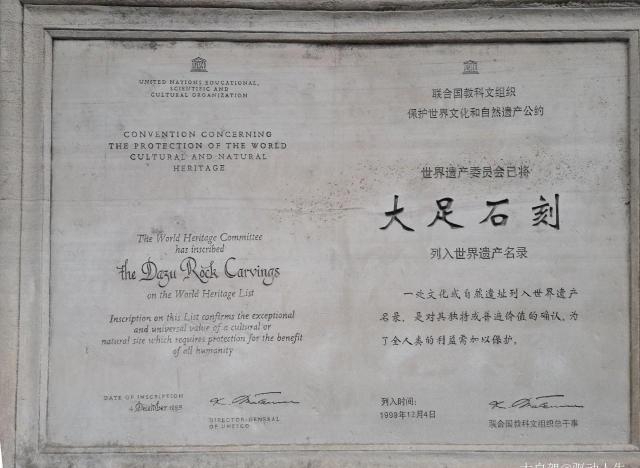 UNITED NATIONS EDUCATIONAL,
SCIENTIFIC AND
CULTURAL ORGANIZATION
CONVENTION CONCERNING
THE PROTECTION OF THE WORLD
CULTURAL AND NATURAL
HERITAGE
The World Heritage Committee
has inscribed
the Dazu Rock Carvings
on the World Heritage List
Inscription on this List confirms the exceptional
and universal value of a cultural or
natural site which requires protection for the benefit
of all humanity
DATE OF INSCRIPTION
4 December 1999
DIRECTOR-GENERAL
OF UNESCO
联合国教科文组织
保护世界文化和自然遗产公约
世界遗产委员会已将
大足石刻
列入世界遗产名录
一处文化或自然遗址列入世界遗产
名录，是对其独特或普遍价值的确认，为
了全人类的利益需加以保护。
列入时间：
1999年12月4日
联合国教科文组织总干事